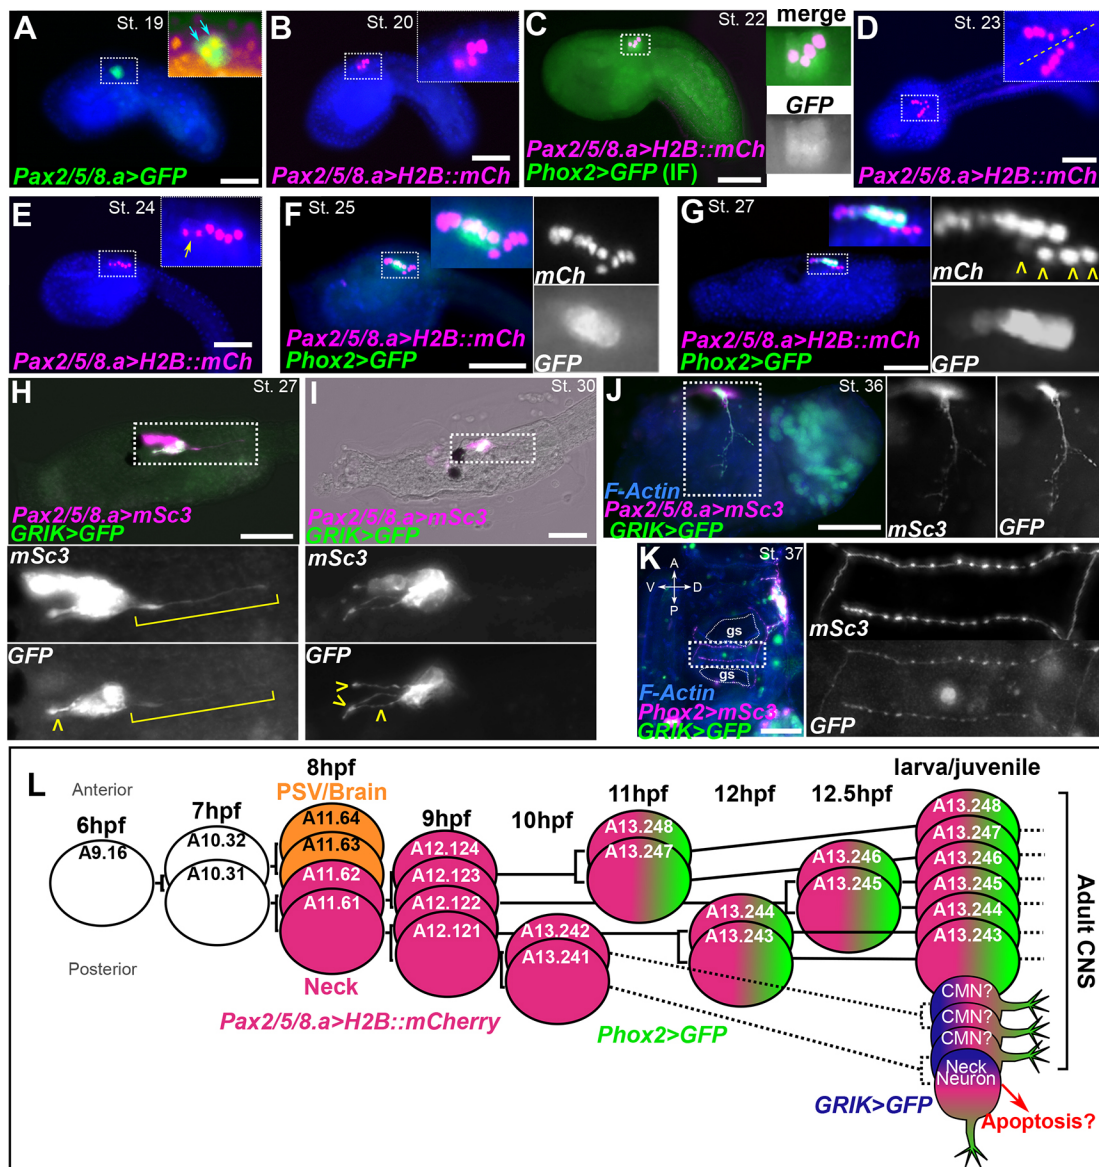 A
St. 19
Pax2/5/8.a>GFP
B
St. 20
Pax2/5/8.a>H2B::mCh
C
St. 22
merge
GFP
Pax2/5/8.a>H2B::mCh
Phox2>GFP (IF)
D
St. 23
Pax2/5/8.a>H2B::mCh
E
St. 24
Pax2/5/8.a>H2B::mCh
F
St. 25
mCh
Pax2/5/8.a>H2B::mCh
Phox2>GFP
GFP
G
St. 27
mCh
Pax2/5/8.a>H2B::mCh
Phox2>GFP
GFP
H
St. 27
Pax2/5/8.a>mSc3
GRIK>GFP
mSc3
GFP
I
St. 30
Pax2/5/8.a>mSc3
GRIK>GFP
mSc3
GFP
J
St. 36
F-Actin
Pax2/5/8.a>mSc3
GRIK>GFP
mSc3
GFP
K
St. 37
A
V
D
P
gs
gs
F-Actin
Phox2>mSc3
GRIK>GFP
mSc3
GFP
L
Anterior
Posterior
6hpf
A9.16
7hpf
A10.32
A10.31
8hpf
PSV/Brain
A11.64
A11.63
A11.62
A11.61
Neck
9hpf
A12.124
A12.123
A12.122
A12.121
10hpf
A13.242
A13.241
11hpf
A13.248
A13.247
12hpf
A13.244
A13.243
12.5hpf
A13.246
A13.245
larva/juvenile
A13.248
A13.247
A13.246
A13.245
A13.244
A13.243
CMN?
CMN?
CMN?
Neck
Neuron
Adult CNS
Pax2/5/8.a>H2B::mCherry
Phox2>GFP
GRIK>GFP
Apoptosis?